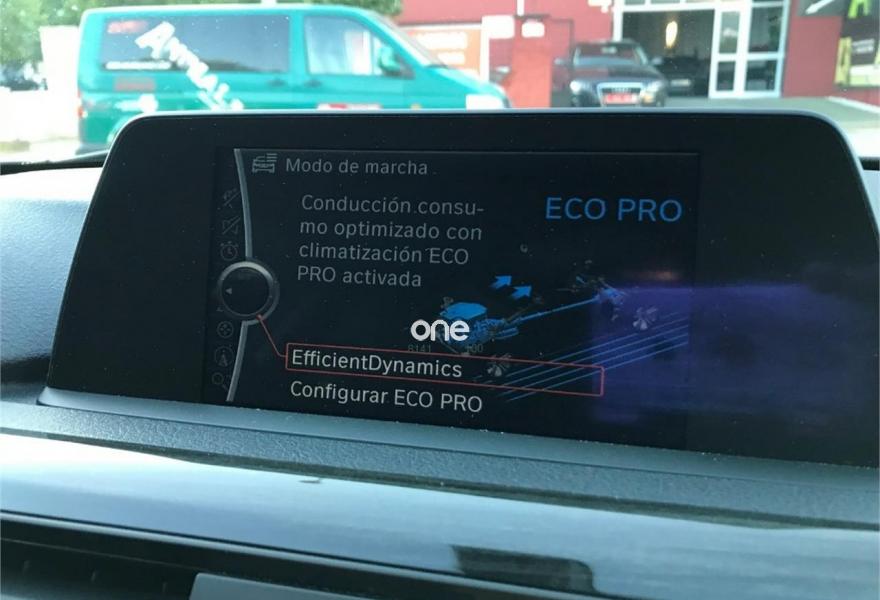 Modo de marcha
Conducción consu-
mo optimizado con
climatización ECO
PRO activada
ECO PRO
one
EfficientDynamics
Configurar ECO PRO